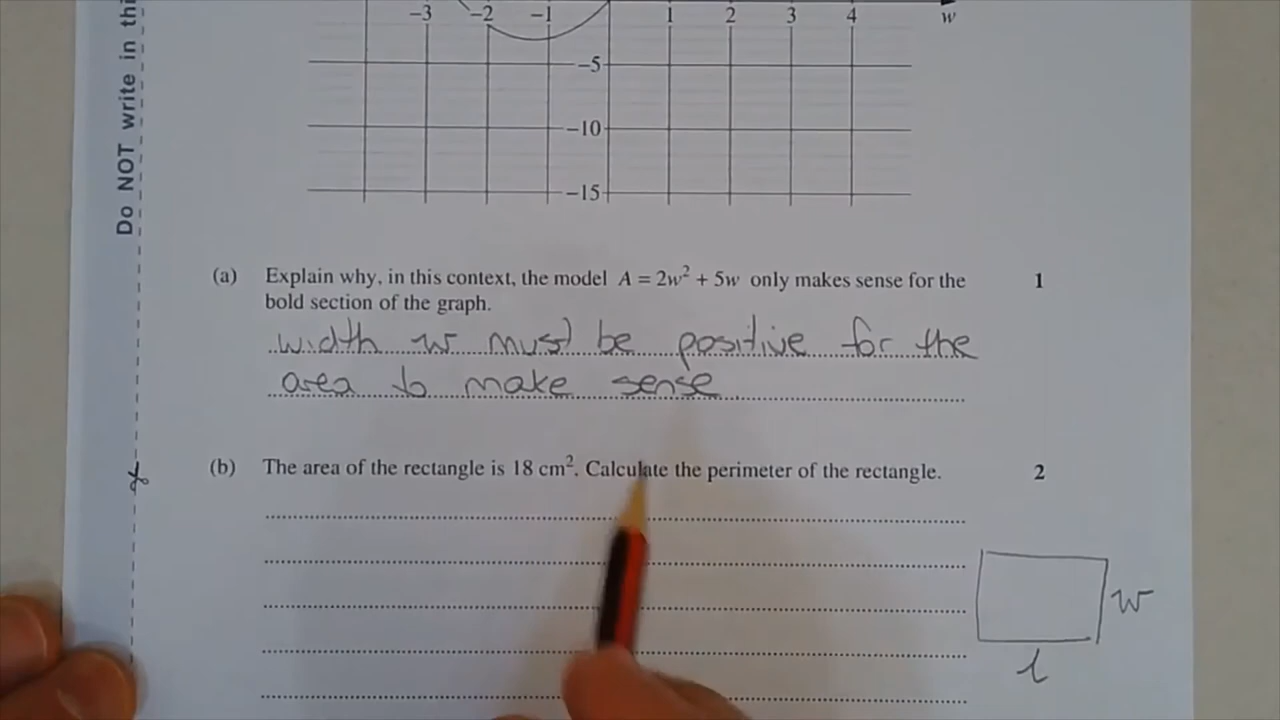 Do NOT write in thi
-3 -2 -1 1 2 3 4 w
-5
-10
-15
(a) Explain why, in this context, the model A = 2w² + 5w only makes sense for the 1
bold section of the graph.
width w must be positive for the
area to make sense
(b) The area of the rectangle is 18 cm². Calculate the perimeter of the rectangle. 2
w
l